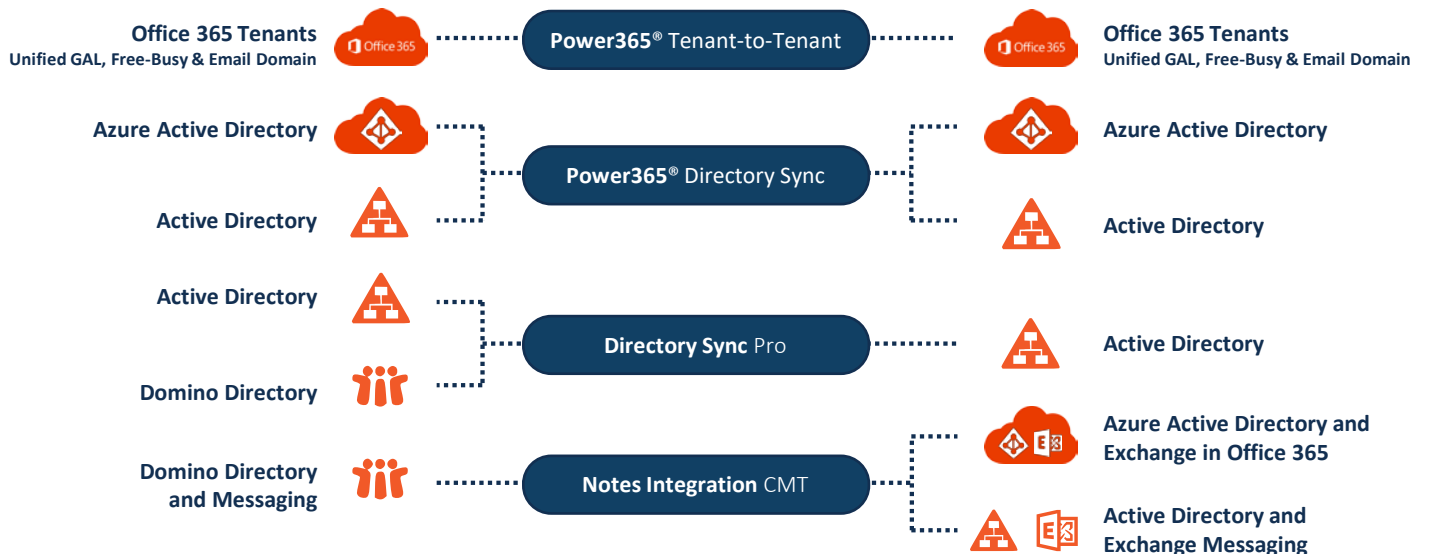 Office 365 Tenants
Unified GAL, Free-Busy & Email Domain
Office 365
Power365® Tenant-to-Tenant
Office 365
Office 365 Tenants
Unified GAL, Free-Busy & Email Domain
Azure Active Directory
Azure Active Directory
Power365® Directory Sync
Active Directory
Active Directory
Active Directory
Directory Sync Pro
Active Directory
Domino Directory
Azure Active Directory and
Exchange in Office 365
E
Domino Directory
and Messaging
Notes Integration CMT
E
Active Directory and
Exchange Messaging